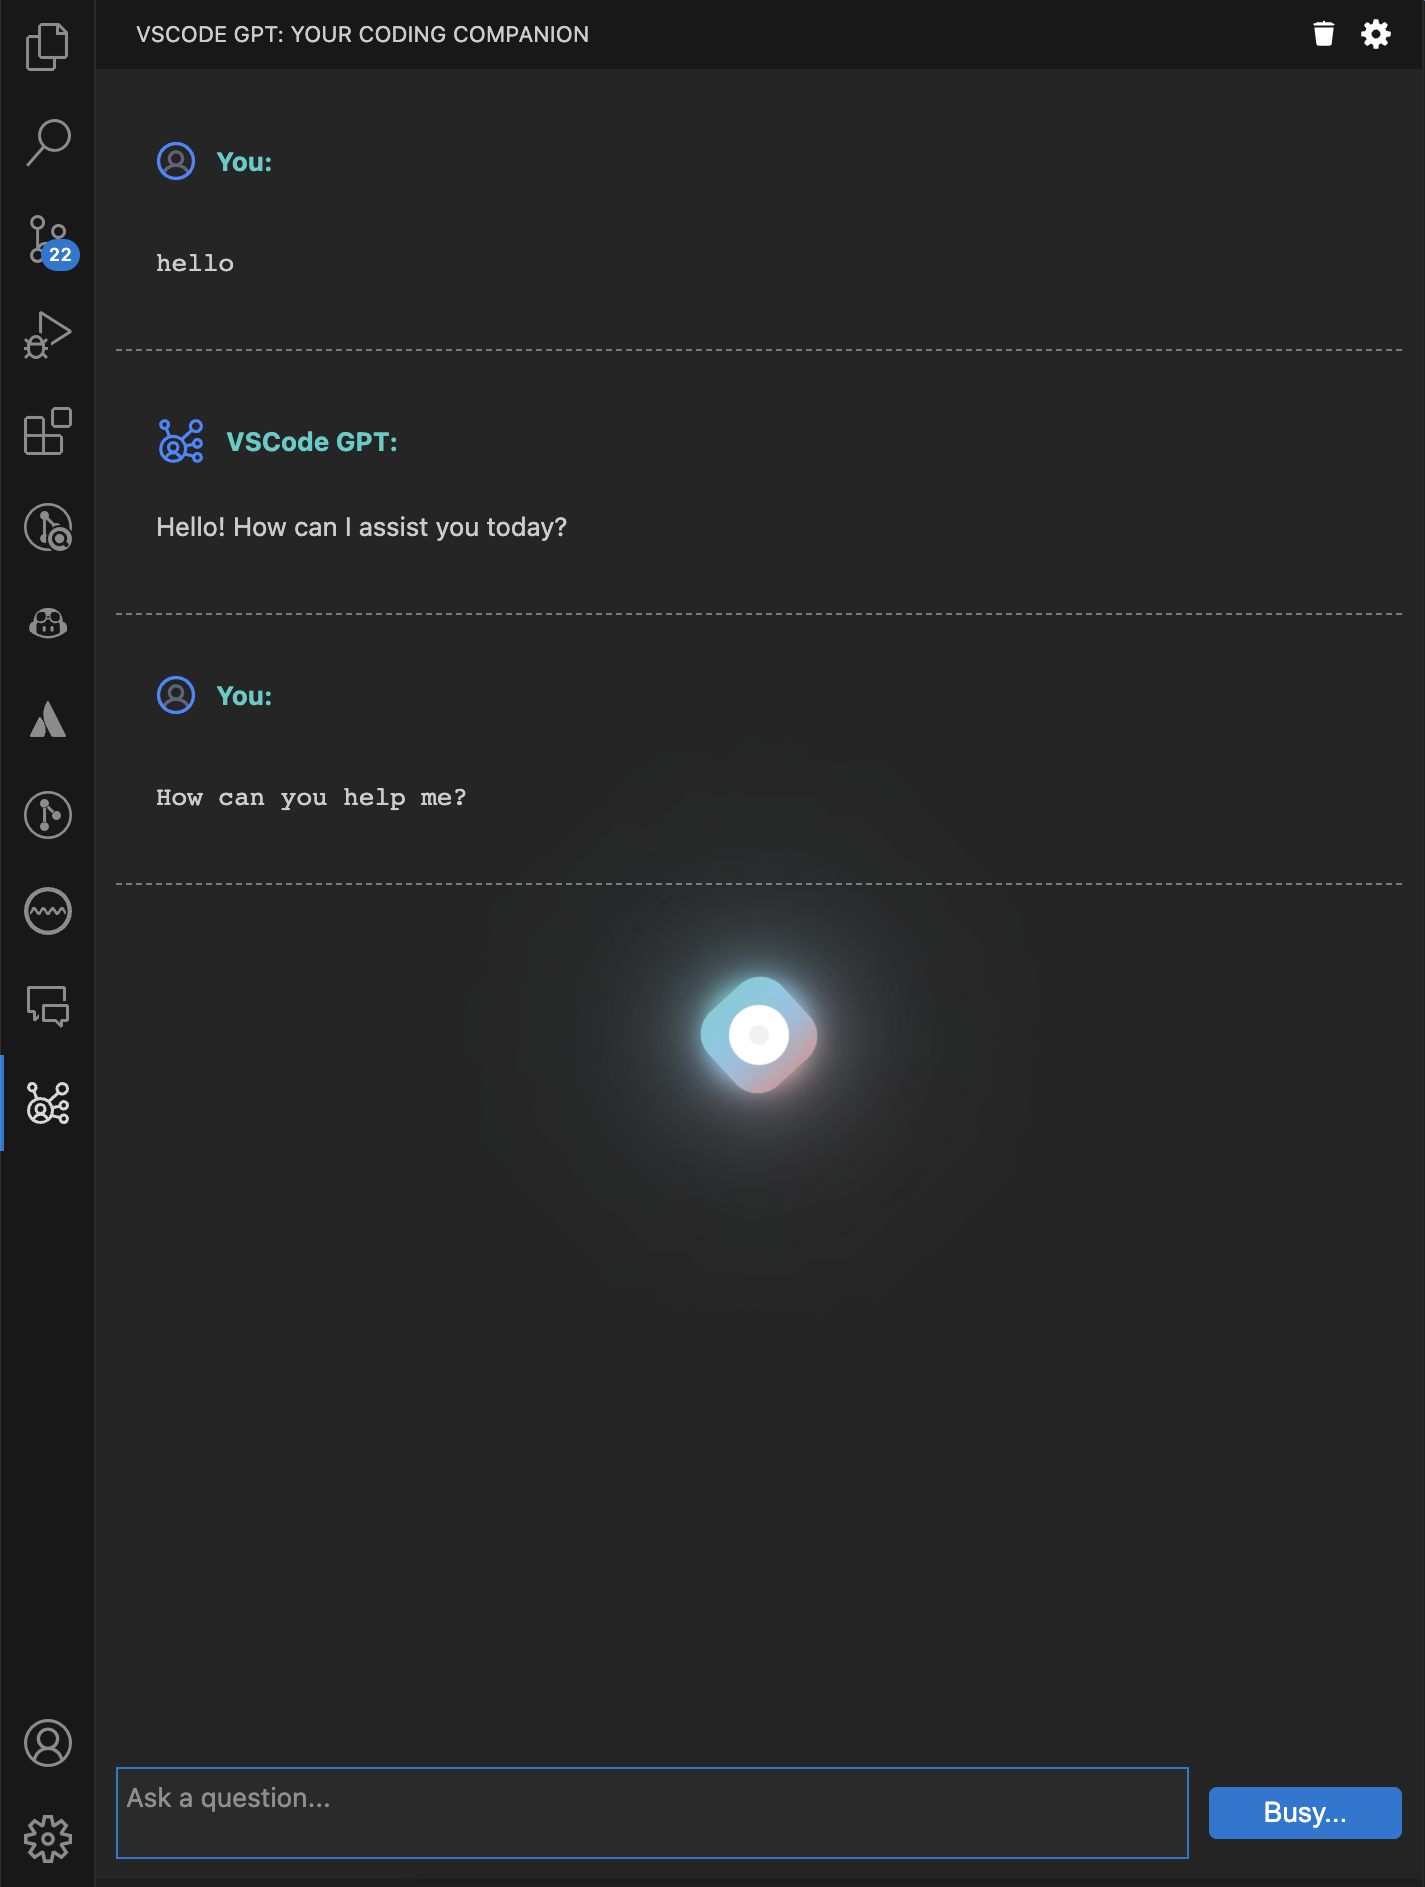 VSCODE GPT: YOUR CODING COMPANION
You:
hello
22
VSCode GPT:
Hello! How can I assist you today?
You:
How can you help me?
Ask a question...
Busy...